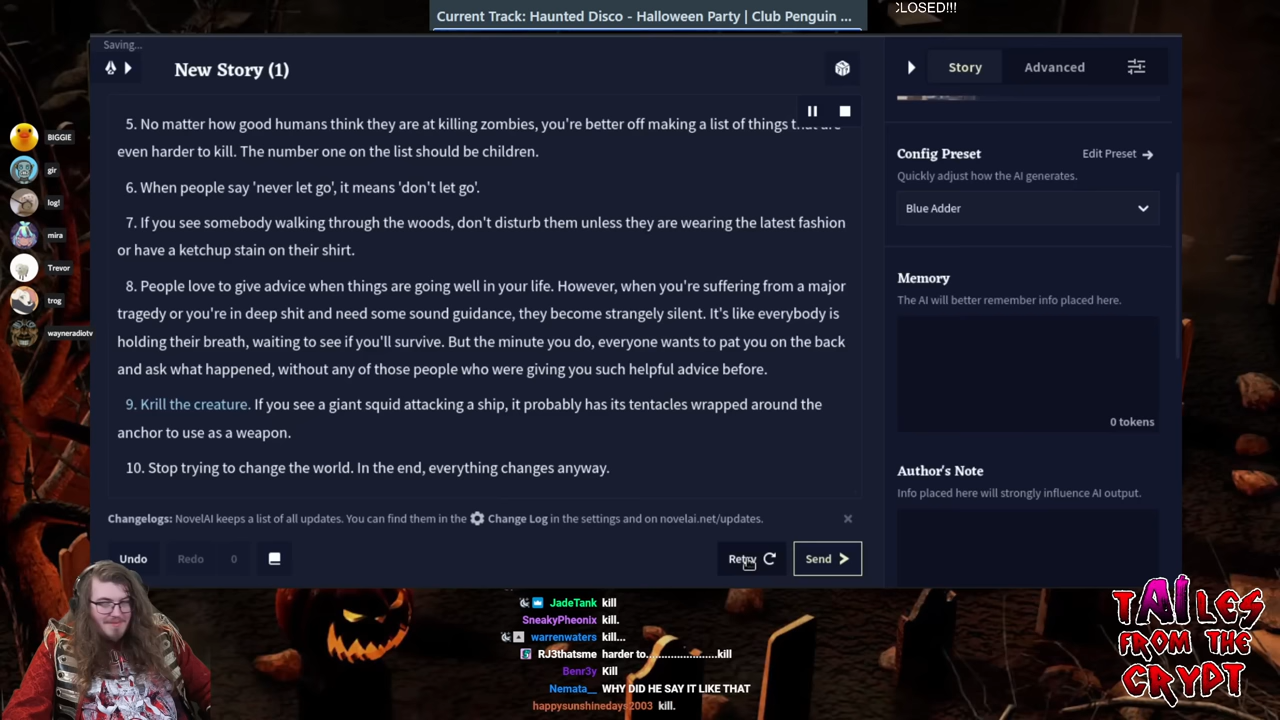 Current Track: Haunted Disco - Halloween Party | Club Penguin ...
CLOSED!!!
Saving...
New Story (1)
Story
Advanced
5. No matter how good humans think they are at killing zombies, you're better off making a list of things that are
even harder to kill. The number one on the list should be children.
6. When people say 'never let go', it means 'don't let go'.
7. If you see somebody walking through the woods, don't disturb them unless they are wearing the latest fashion
or have a ketchup stain on their shirt.
8. People love to give advice when things are going well in your life. However, when you're suffering from a major
tragedy or you're in deep shit and need some sound guidance, they become strangely silent. It's like everybody is
holding their breath, waiting to see if you'll survive. But the minute you do, everyone wants to pat you on the back
and ask what happened, without any of those people who were giving you such helpful advice before.
9. Krill the creature. If you see a giant squid attacking a ship, it probably has its tentacles wrapped around the
anchor to use as a weapon.
10. Stop trying to change the world. In the end, everything changes anyway.
Changelogs: NovelAI keeps a list of all updates. You can find them in the Change Log in the settings and on novelai.net/updates.
Undo
Redo 0
Retry
Send
Config Preset
Edit Preset
Quickly adjust how the AI generates.
Blue Adder
Memory
The AI will better remember info placed here.
0 tokens
Author's Note
Info placed here will strongly influence AI output.
BIGGIE
gir
log!
mira
Trevor
trog
wayneradiotv
JadeTank kill
SneakyPheonix kill.
warrenwaters kill...
RJ3thatsme harder to.....................kill
Benr3y Kill
Nemata__ WHY DID HE SAY IT LIKE THAT
happysunshinedays2003 kill.
TAILES
FROM THE
CRYPT